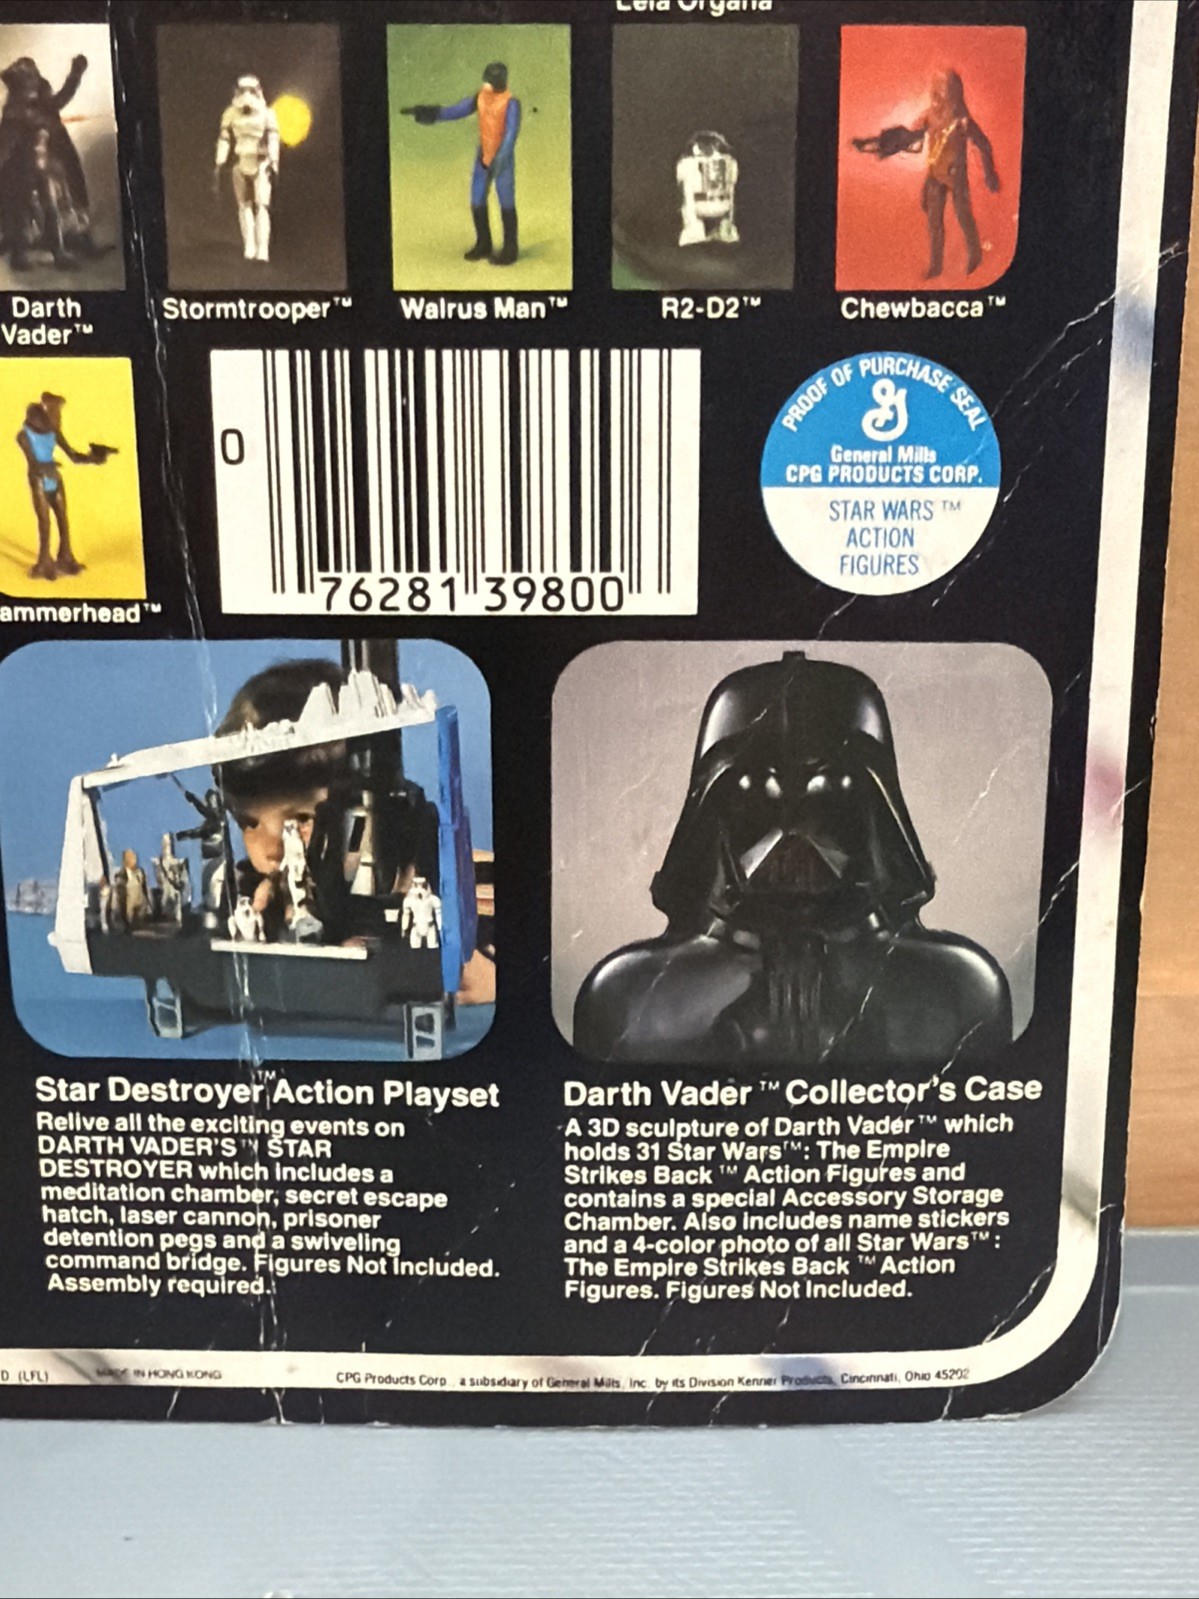 Leia Organa
Darth
Vader™
Stormtrooper™
Walrus Man™
R2-D2™
Chewbacca™
ammerhead™
0
76281 39800
PROOF OF PURCHASE SEAL
General Mills
CPG PRODUCTS CORP.
STAR WARS™
ACTION
FIGURES
Star Destroyer™ Action Playset
Relive all the exciting events on
DARTH VADER'S™ STAR
DESTROYER which includes a
meditation chamber, secret escape
hatch, laser cannon, prisoner
detention pegs and a swiveling
command bridge. Figures Not Included.
Assembly required.
Darth Vader™ Collector's Case
A 3D sculpture of Darth Vader™ which
holds 31 Star Wars™: The Empire
Strikes Back™ Action Figures and
contains a special Accessory Storage
Chamber. Also includes name stickers
and a 4-color photo of all Star Wars™:
The Empire Strikes Back™ Action
Figures. Figures Not Included.
D (LFL)
MADE IN HONG KONG
CPG Products Corp., a subsidiary of General Mills, Inc. by its Division Kenner Products, Cincinnati, Ohio 45202